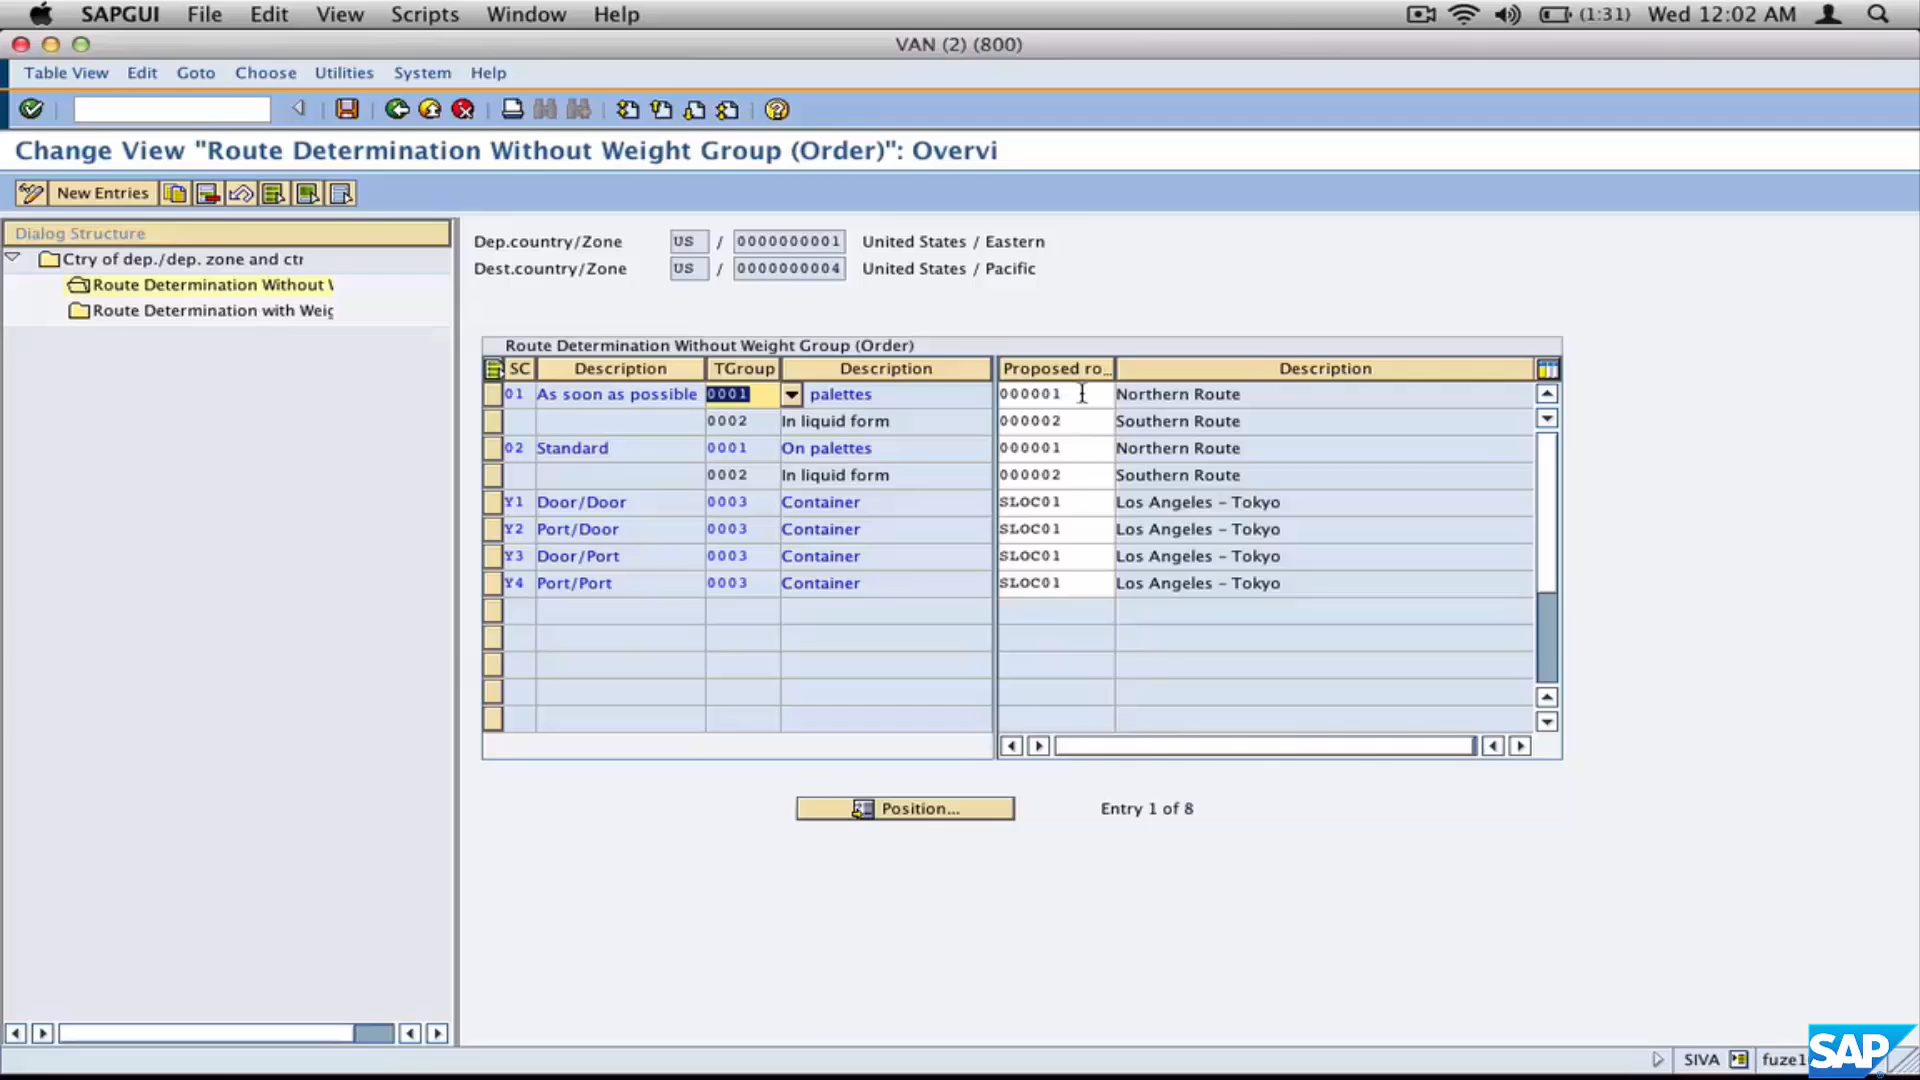 SAPGUI File Edit View Scripts Window Help (1:31) Wed 12:02 AM
VAN (2) (800)
Table View Edit Goto Choose Utilities System Help
Change View "Route Determination Without Weight Group (Order)": Overvi
New Entries
Dialog Structure
Ctry of dep./dep. zone and ctr
Route Determination Without \
Route Determination with Weig
Dep.country/Zone US / 0000000001 United States / Eastern
Dest.country/Zone US / 0000000004 United States / Pacific
Route Determination Without Weight Group (Order)
SC Description TGroup Description Proposed ro... Description
01 As soon as possible 0001 palettes 000001 Northern Route
0002 In liquid form 000002 Southern Route
02 Standard 0001 On palettes 000001 Northern Route
0002 In liquid form 000002 Southern Route
Y1 Door/Door 0003 Container SLOC01 Los Angeles - Tokyo
Y2 Port/Door 0003 Container SLOC01 Los Angeles - Tokyo
Y3 Door/Port 0003 Container SLOC01 Los Angeles - Tokyo
Y4 Port/Port 0003 Container SLOC01 Los Angeles - Tokyo
Position... Entry 1 of 8
SIVA fuze1
SAP